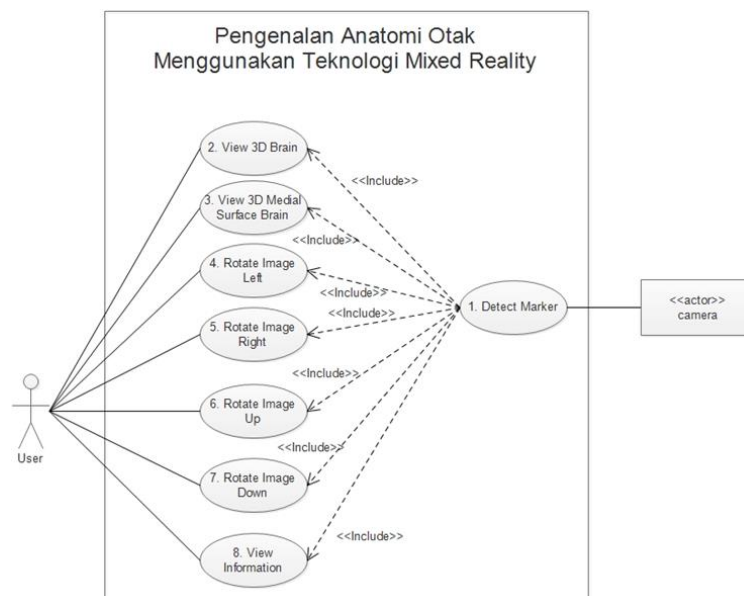 Pengenalan Anatomi Otak
Menggunakan Teknologi Mixed Reality
2. View 3D Brain
<<Include>>
3. View 3D Medial
Surface Brain
<<Include>>
4. Rotate Image
Left
<<Include>>
1. Detect Marker
<<actor>>
camera
<<Include>>
5. Rotate Image
Right
<<Include>>
6. Rotate Image
Up
<<Include>>
7. Rotate Image
Down
User
<<Include>>
8. View
Information